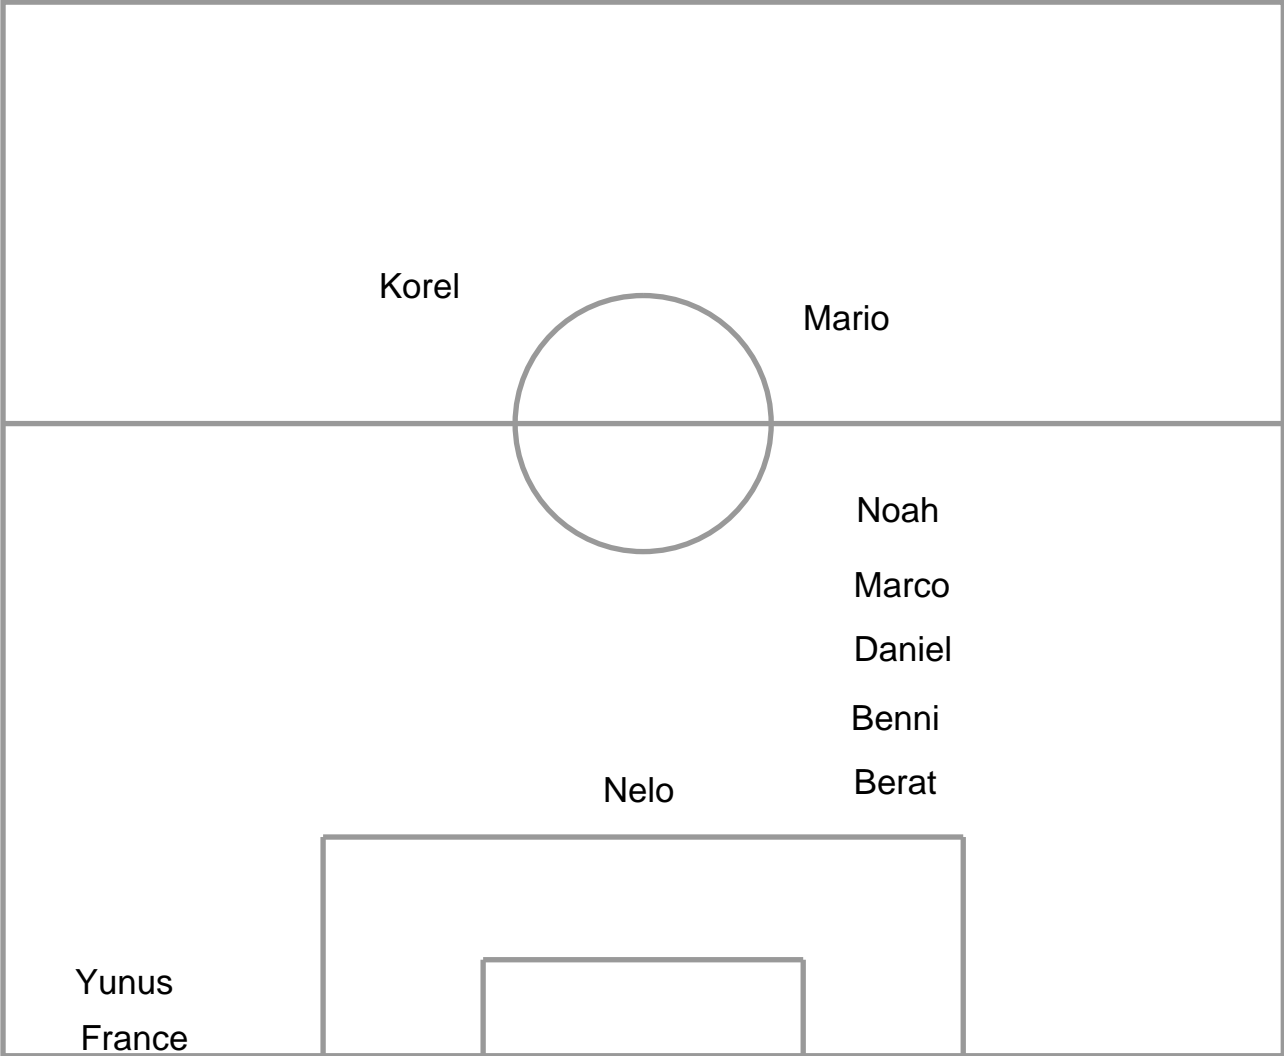 Korel
Mario
Noah
Marco
Daniel
Benni
Berat
Nelo
Yunus
France